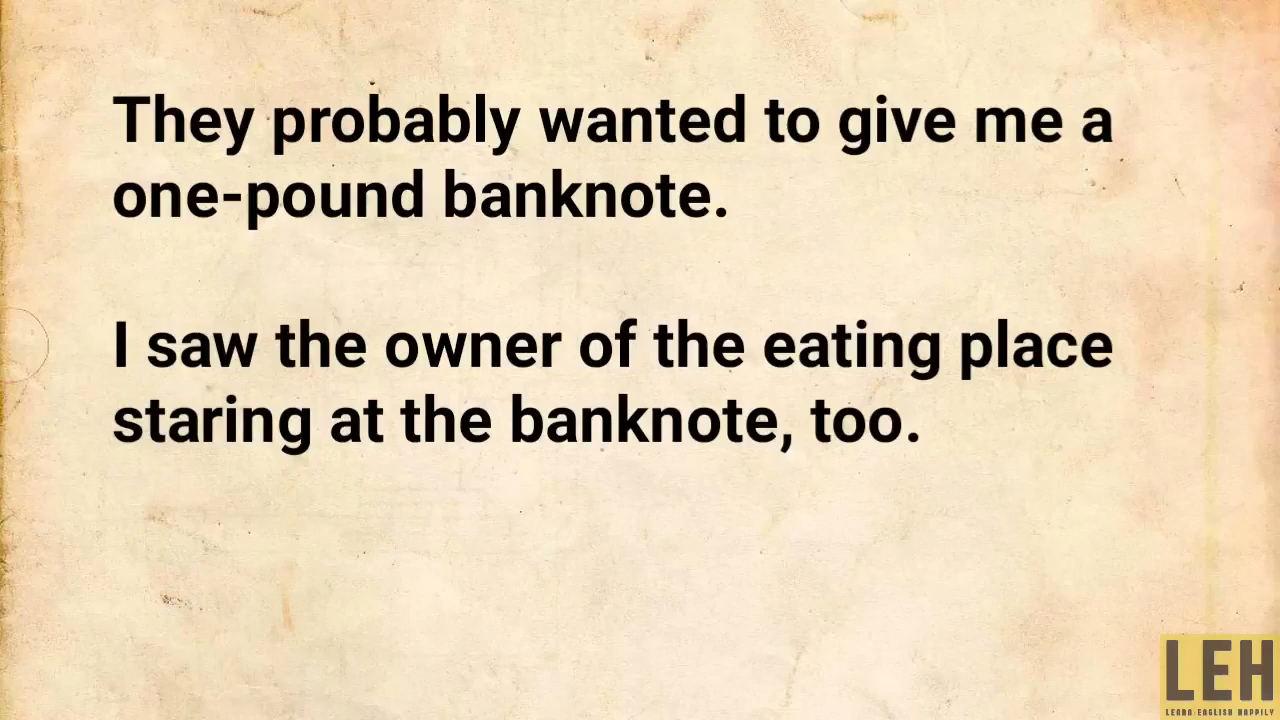 They probably wanted to give me a
one-pound banknote.
I saw the owner of the eating place
staring at the banknote, too.
LEH
LEARN ENGLISH HAPPILY